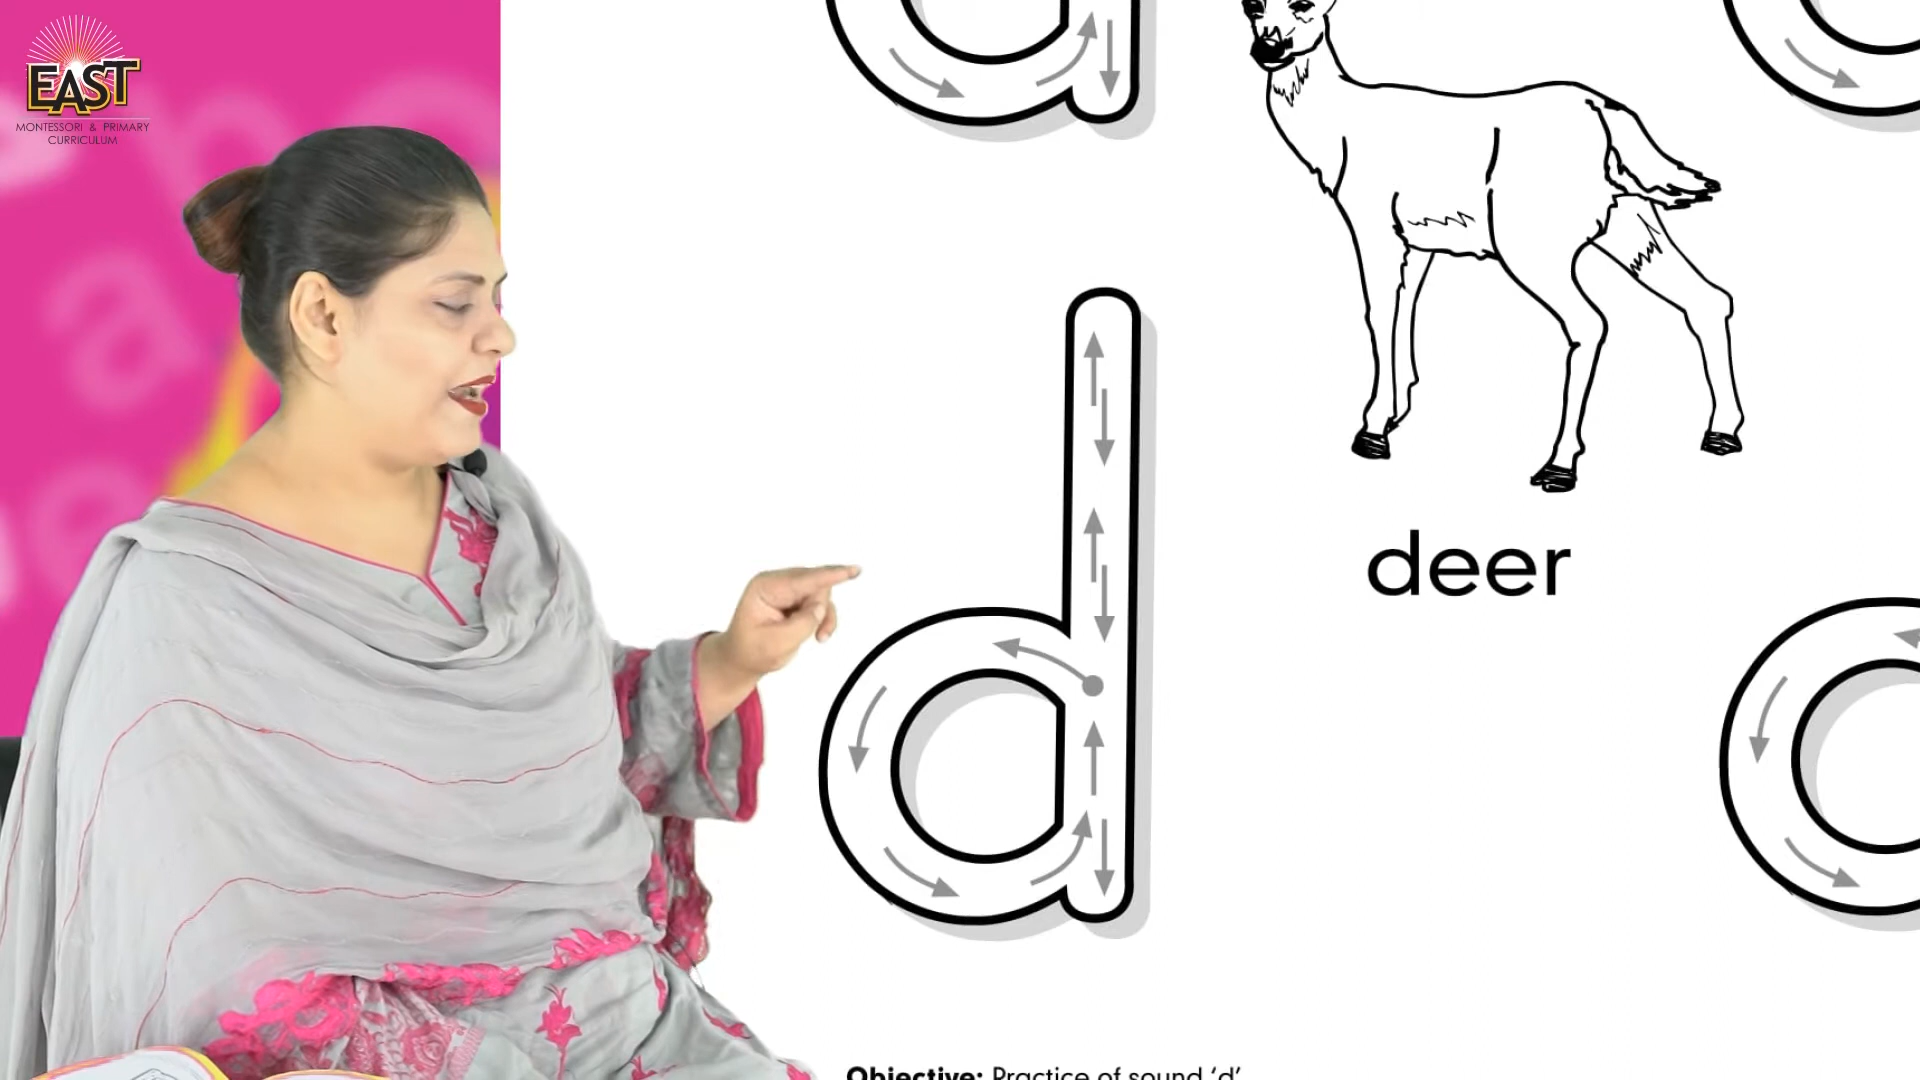 EAST
MONTESSORI & PRIMARY
CURRICULUM
d
deer
Objective: Practice of sound ‘d’